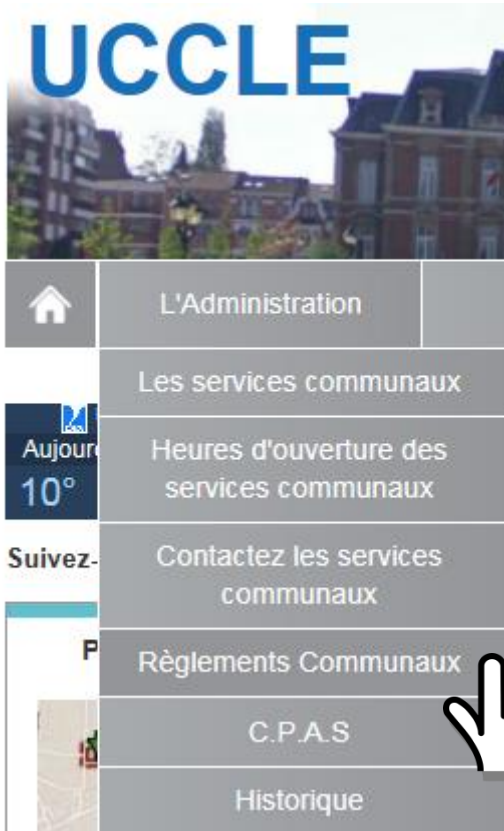 UCCLE
L'Administration
Les services communaux
Aujourd
Heures d'ouverture des
10°
services communaux
Suivez-
Contactez les services
communaux
P
Règlements Communaux
C.P.A.S
Historique